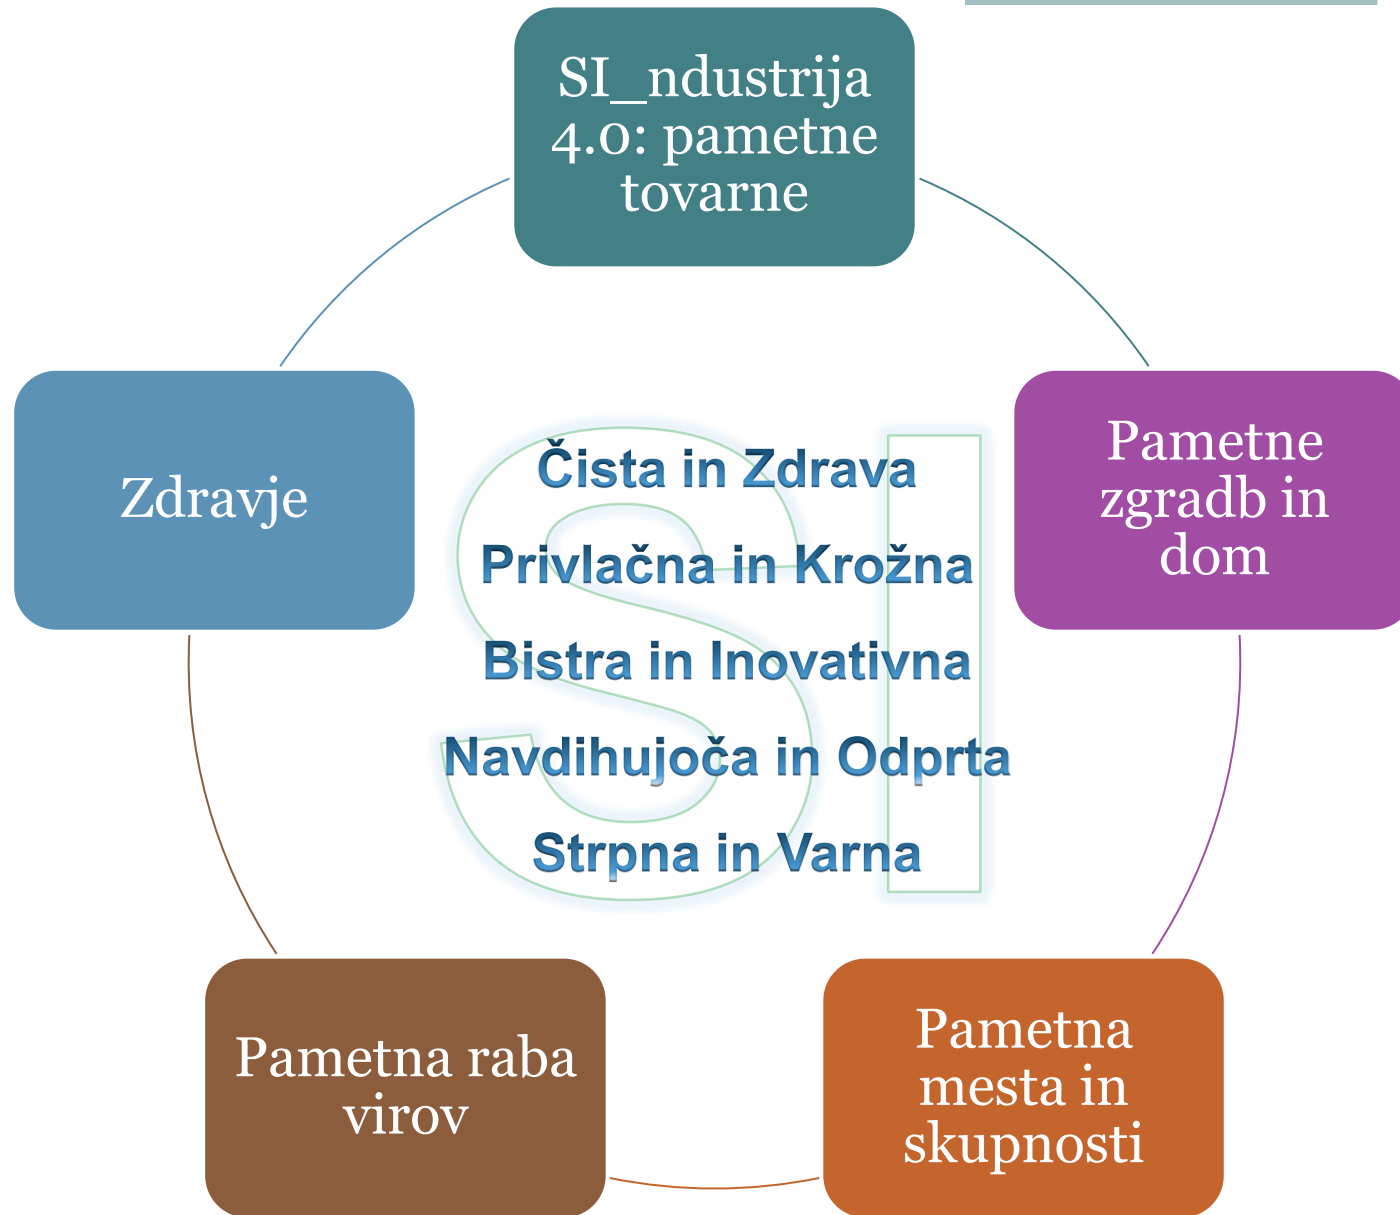 SI_ndustrija
4.0: pametne
tovarne
Zdravje
Pametne
zgradb in
dom
SI
Čista in Zdrava
Privlačna in Krožna
Bistra in Inovativna
Navdihujoča in Odprta
Strpna in Varna
Pametna raba
virov
Pametna
mesta in
skupnosti